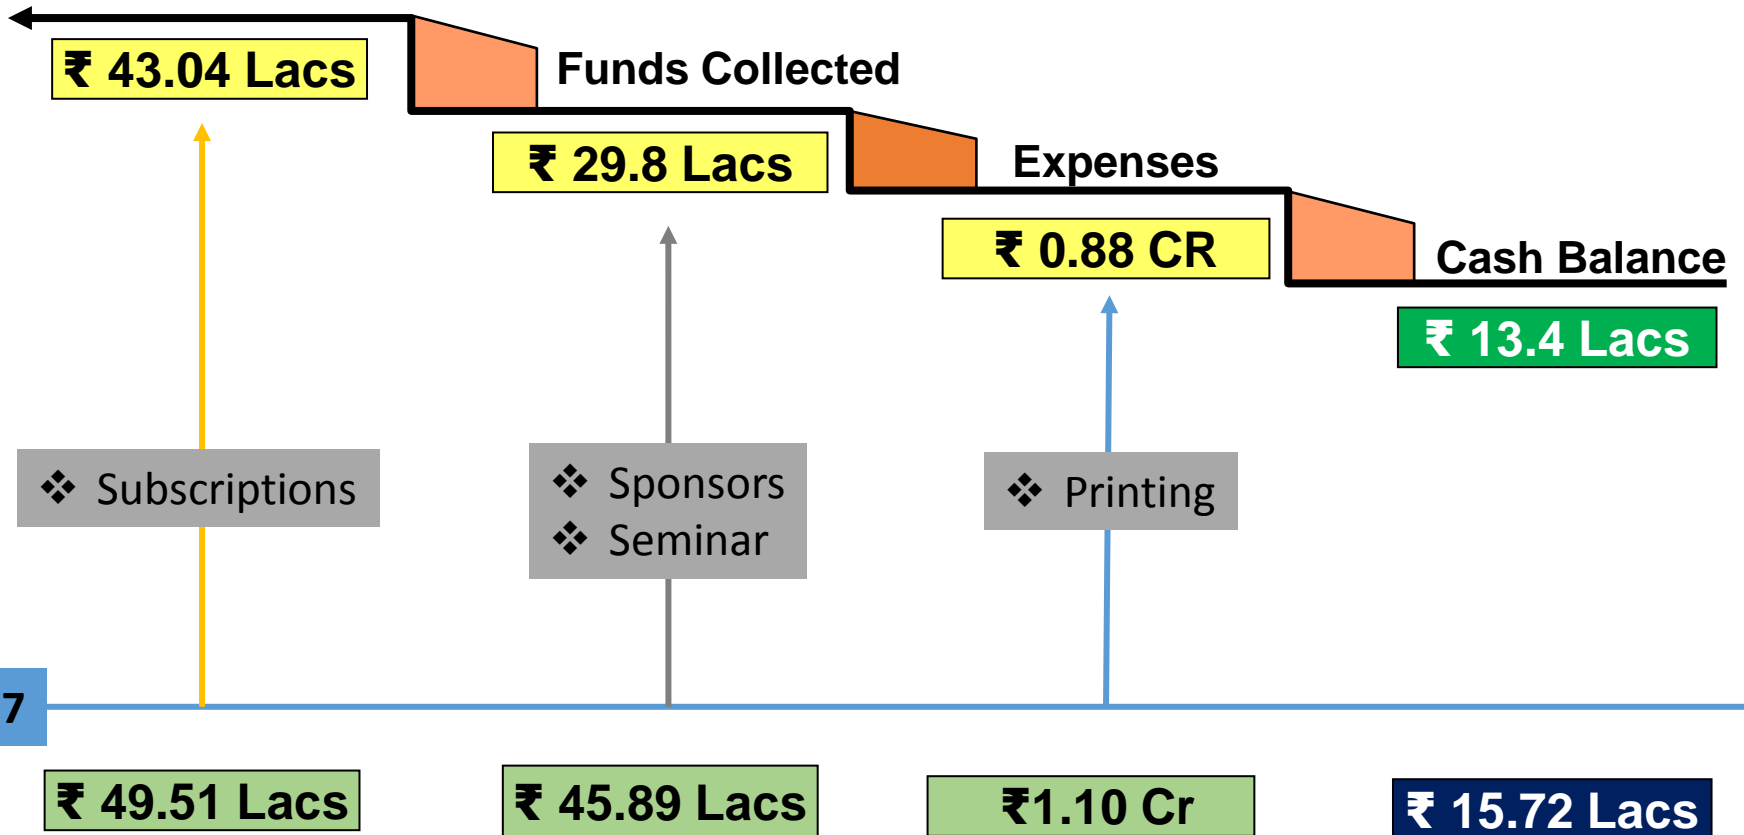 ₹ 43.04 Lacs
Funds Collected
₹ 29.8 Lacs
Expenses
₹ 0.88 CR
Cash Balance
₹ 13.4 Lacs
❖ Subscriptions
❖ Sponsors
❖ Seminar
❖ Printing
7
₹ 49.51 Lacs
₹ 45.89 Lacs
₹1.10 Cr
₹ 15.72 Lacs